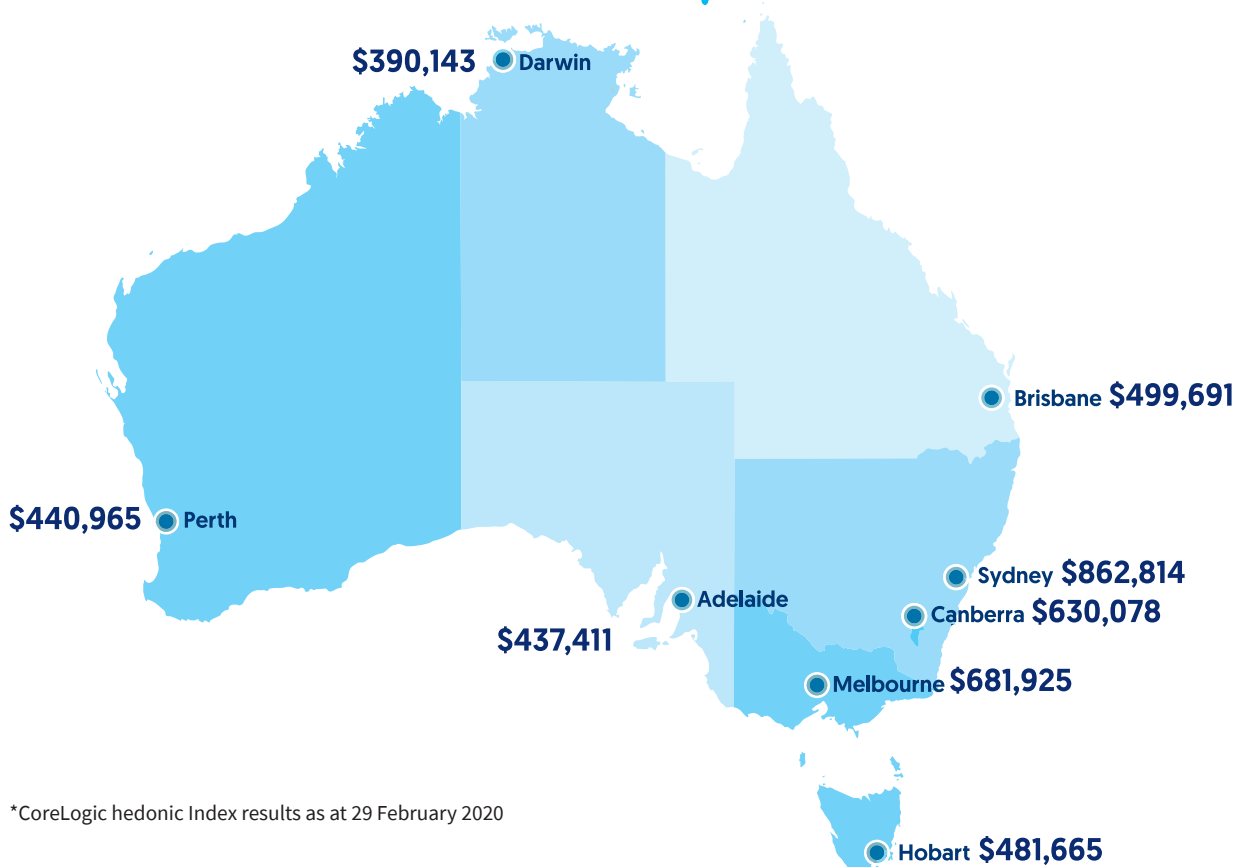 $390,143 Darwin
Brisbane $499,691
$440,965 Perth
Sydney $862,814
Adelaide
Canberra $630,078
$437,411
Melbourne $681,925
*CoreLogic hedonic Index results as at 29 February 2020
Hobart $481,665